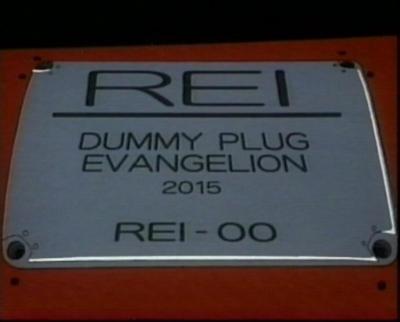 REI
DUMMY PLUG
EVANGELION
2015
REI-00